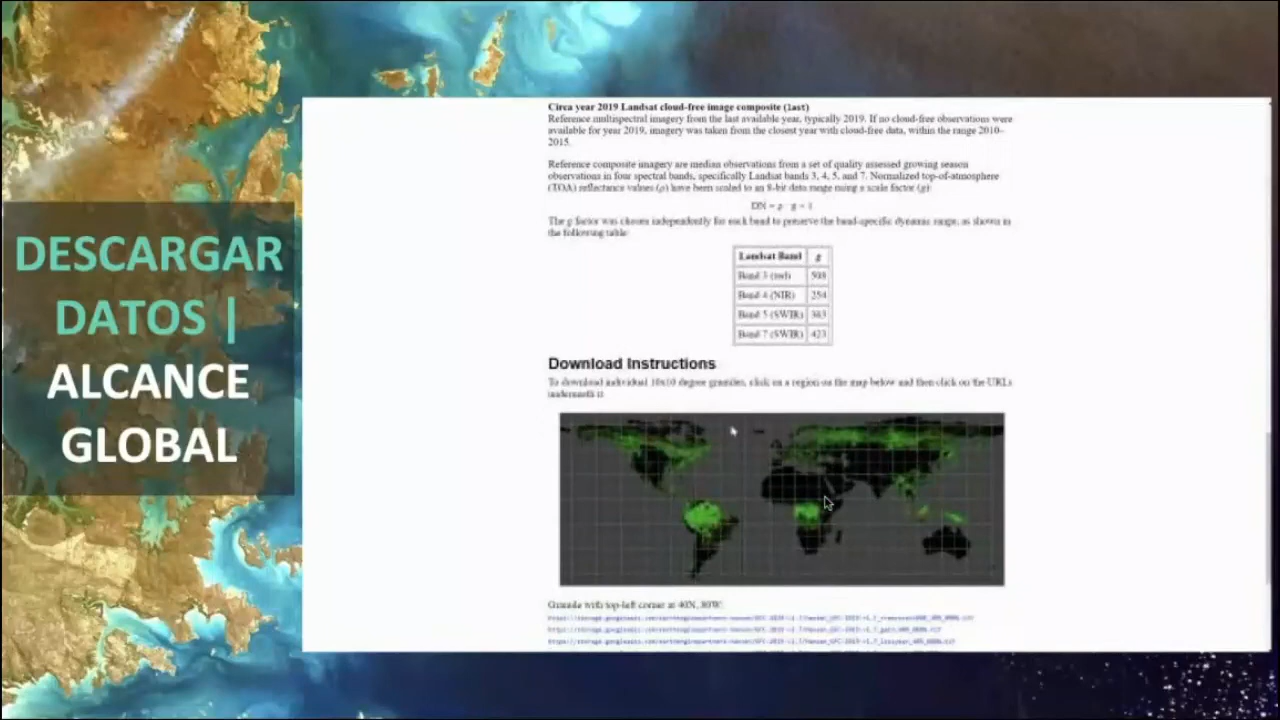 DESCARGAR
DATOS |
ALCANCE
GLOBAL
Circa year 2019 Landsat cloud-free image composite (last)
Reference multispectral imagery from the last available year, typically 2019. If no cloud-free observations were
available for year 2019, imagery was taken from the closest year with cloud-free data, within the range 2010–
2015.
Reference composite imagery are median observations from a set of quality assessed growing season
observations in four spectral bands, specifically Landsat bands 3, 4, 5, and 7. Normalized top-of-atmosphere
(TOA) reflectance values (ρ) have been scaled to an 8-bit data range using a scale factor (g):
DN = ρ · g + 1
The g factor was chosen independently for each band to preserve the band-specific dynamic range, as shown in
the following table:
Landsat Band g
Band 3 (red) 508
Band 4 (NIR) 254
Band 5 (SWIR) 363
Band 7 (SWIR) 423
Download Instructions
To download individual 10x10 degree granules, click on a region on the map below and then click on the URLs
underneath it.
Granule with top-left corner at 40N, 80W: